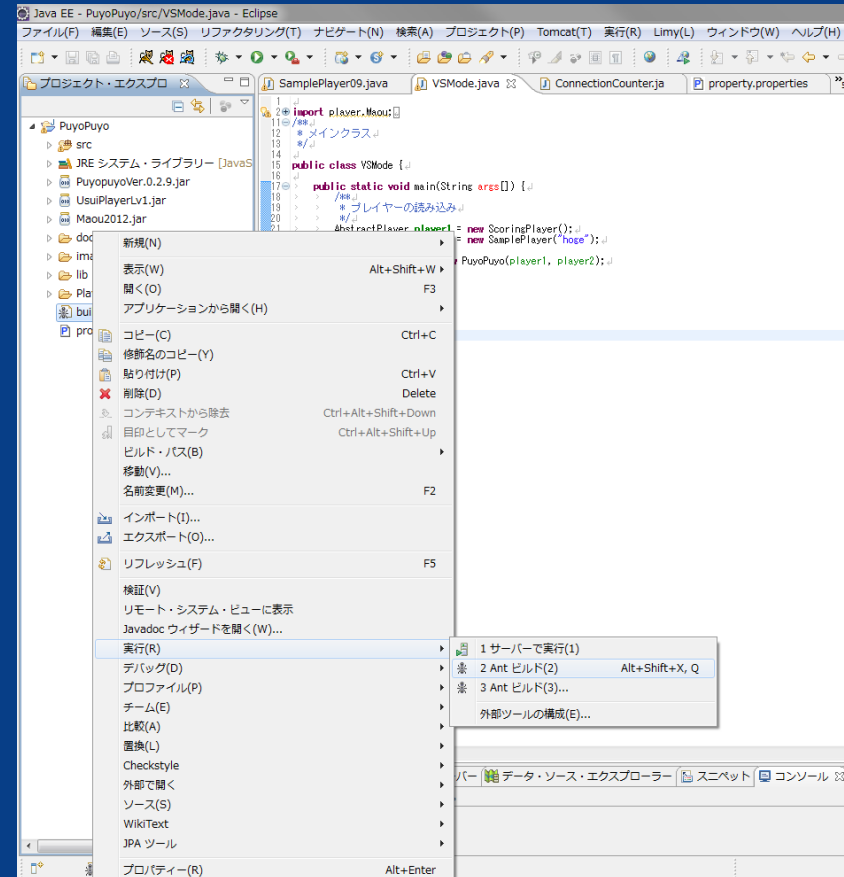 Java EE - PuyoPuyo/src/VSMode.java - Eclipse
ファイル(F) 編集(E) ソース(S) リファクタリング(T) ナビゲート(N) 検索(A) プロジェクト(P) Tomcat(T) 実行(R) Limy(L) ウィンドウ(W) ヘルプ(H)
プロジェクト・エクスプロ
SamplePlayer09.java
VSMode.java
ConnectionCounter.ja
property.properties
PuyoPuyo
src
JRE システム・ライブラリー [JavaS
PuyopuyoVer.0.2.9.jar
UsuiPlayerLv1.jar
Maou2012.jar
doc
ima
lib
Pla
bui
pro
1
2 import player.Maou;
11 /**
12 * メインクラス
13 */
14
15 public class VSMode {
16
17 public static void main(String args[]) {
18 /**
19 * プレイヤーの読み込み
20 */
21 AbstractPlayer player1 = new ScoringPlayer();
= new SamplePlayer("hoge");
PuyoPuyo(player1, player2);
新規(N)
表示(W) Alt+Shift+W
開く(O) F3
アプリケーションから開く(H)
コピー(C) Ctrl+C
修飾名のコピー(Y)
貼り付け(P) Ctrl+V
削除(D) Delete
コンテキストから除去 Ctrl+Alt+Shift+Down
目印としてマーク Ctrl+Alt+Shift+Up
ビルド・パス(B)
移動(V)...
名前変更(M)... F2
インポート(I)...
エクスポート(O)...
リフレッシュ(F) F5
検証(V)
リモート・システム・ビューに表示
Javadoc ウィザードを開く(W)...
実行(R)
デバッグ(D)
プロファイル(P)
チーム(E)
比較(A)
置換(L)
Checkstyle
外部で開く
ソース(S)
WikiText
JPA ツール
プロパティー(R) Alt+Enter
1 サーバーで実行(1)
2 Ant ビルド(2) Alt+Shift+X, Q
3 Ant ビルド(3)...
外部ツールの構成(E)...
バー
データ・ソース・エクスプローラー
スニペット
コンソール